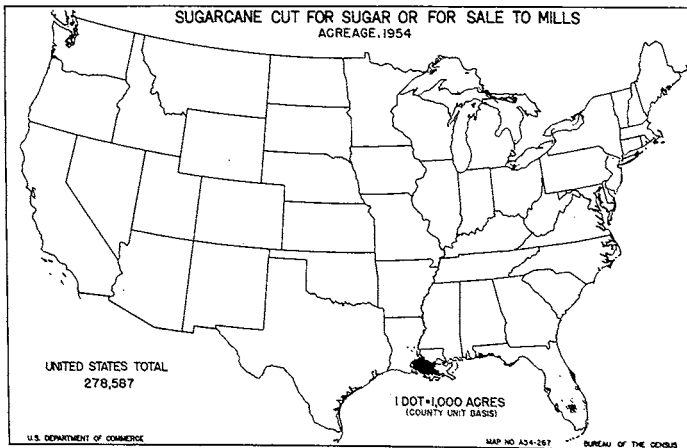 SUGARCANE CUT FOR SUGAR OR FOR SALE TO MILLS
ACREAGE, 1954
UNITED STATES TOTAL
278,587
1 DOT=1,000 ACRES
(COUNTY UNIT BASIS)
U.S. DEPARTMENT OF COMMERCE
MAP NO A54-267
BUREAU OF THE CENSUS